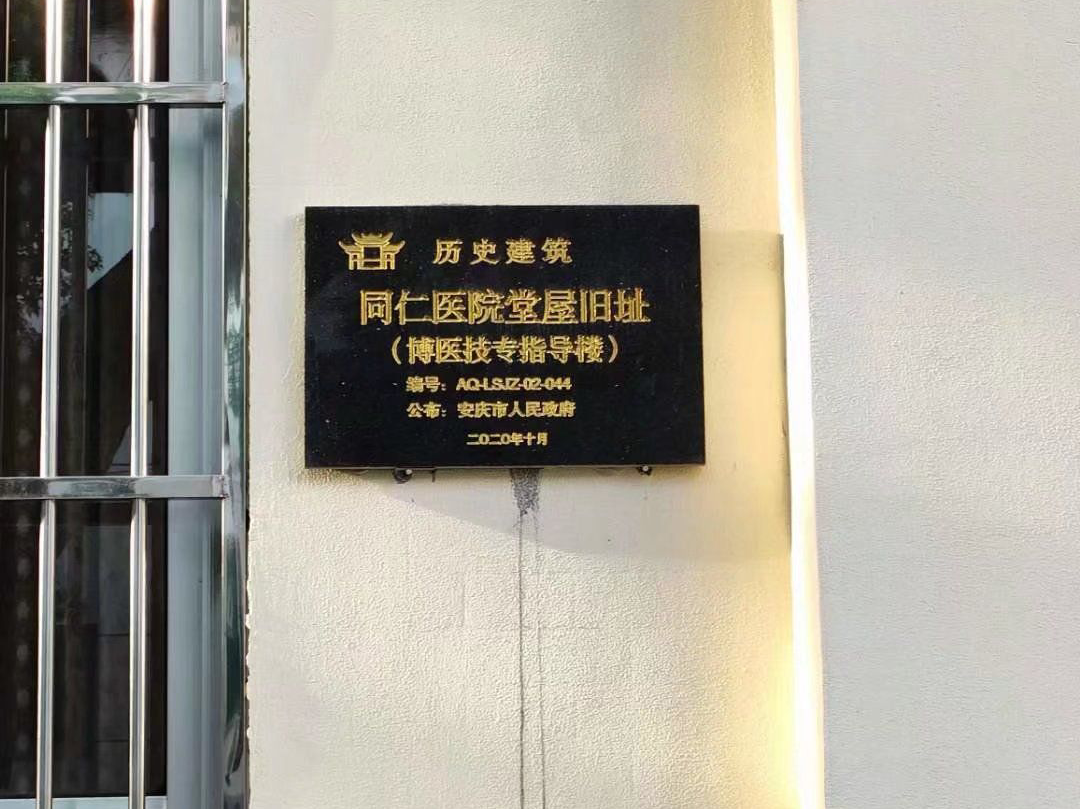 历史建筑
同仁医院堂屋旧址
（博医技专指导楼）
编号：AQ-LSJZ-02-044
公布：安庆市人民政府
二〇二〇年十月